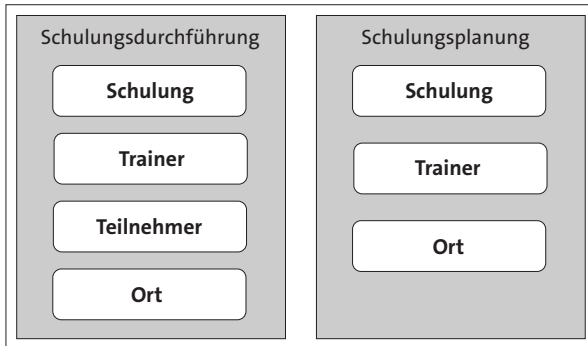 Schulungsdurchführung
Schulung
Trainer
Teilnehmer
Ort
Schulungsplanung
Schulung
Trainer
Ort